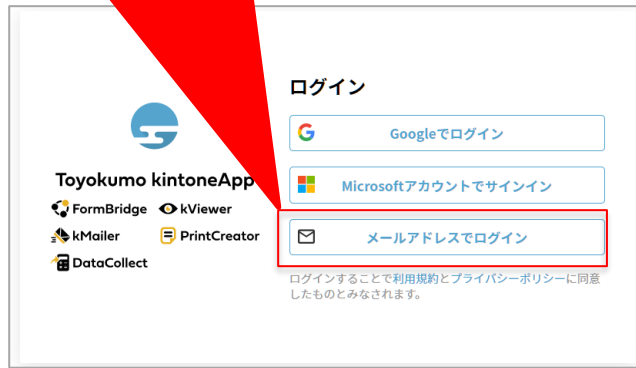 ログイン
Googleでログイン
Microsoftアカウントでサインイン
メールアドレスでログイン
ログインすることで利用規約とプライバシーポリシーに同意
したものとみなされます。
Toyokumo kintoneApp
FormBridge kViewer
kMailer PrintCreator
DataCollect